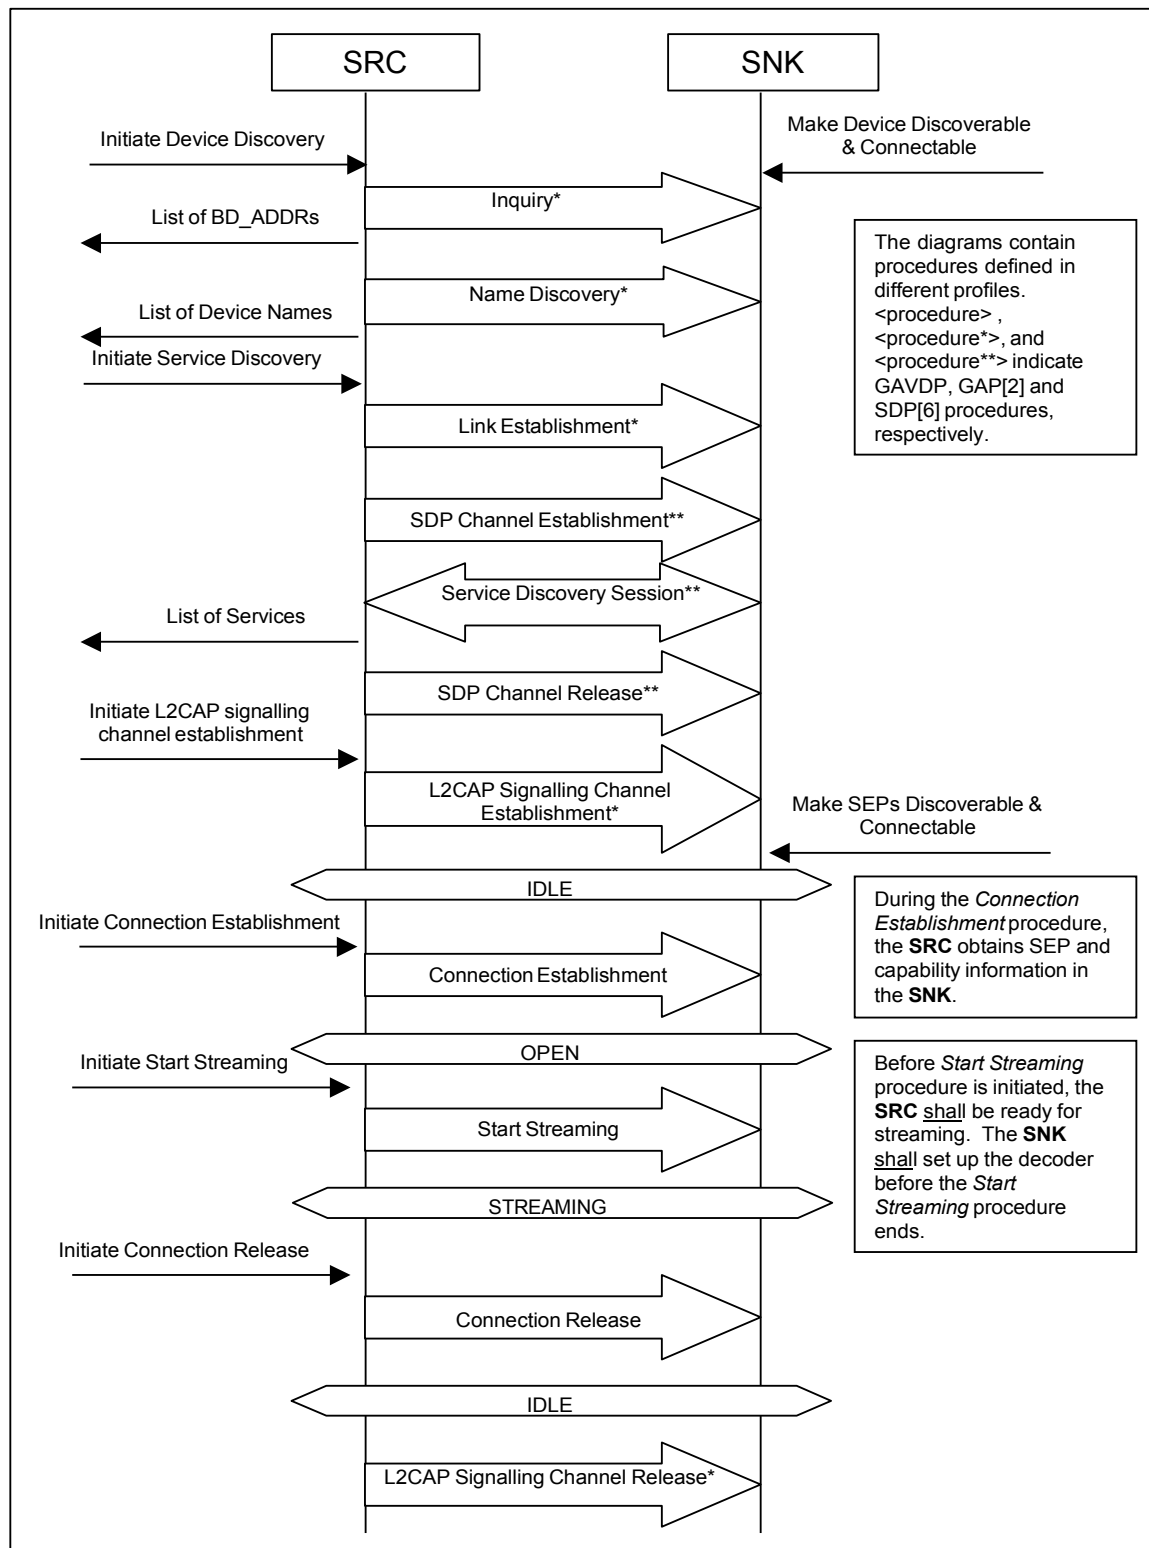 SRC
SNK
Initiate Device Discovery
Make Device Discoverable
& Connectable
Inquiry*
List of BD_ADDRs
The diagrams contain
procedures defined in
different profiles.
<procedure> ,
<procedure*>, and
<procedure**> indicate
GAVDP, GAP[2] and
SDP[6] procedures,
respectively.
Name Discovery*
List of Device Names
Initiate Service Discovery
Link Establishment*
SDP Channel Establishment**
Service Discovery Session**
List of Services
SDP Channel Release**
Initiate L2CAP signalling
channel establishment
L2CAP Signalling Channel
Establishment*
Make SEPs Discoverable &
Connectable
IDLE
During the Connection
Establishment procedure,
the SRC obtains SEP and
capability information in
the SNK.
Initiate Connection Establishment
Connection Establishment
OPEN
Initiate Start Streaming
Before Start Streaming
procedure is initiated, the
SRC shall be ready for
streaming. The SNK
shall set up the decoder
before the Start
Streaming procedure
ends.
Start Streaming
STREAMING
Initiate Connection Release
Connection Release
IDLE
L2CAP Signalling Channel Release*